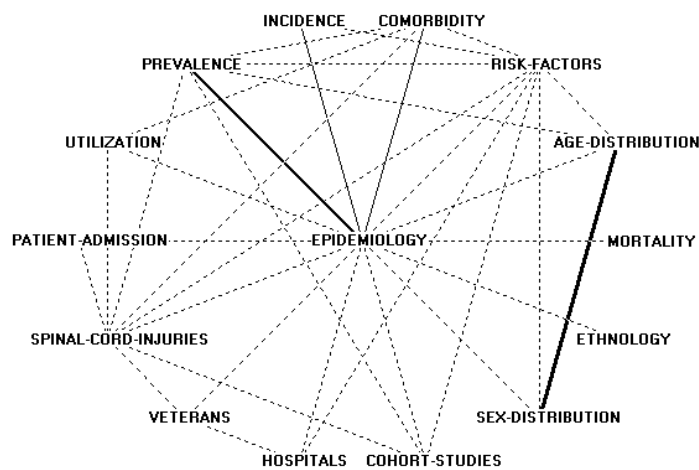 INCIDENCE COMORBIDITY
PREVALENCE RISK-FACTORS
UTILIZATION AGE-DISTRIBUTION
PATIENT-ADMISSION EPIDEMIOLOGY MORTALITY
SPINAL-CORD-INJURIES ETHNOLOGY
VETERANS SEX-DISTRIBUTION
HOSPITALS COHORT-STUDIES